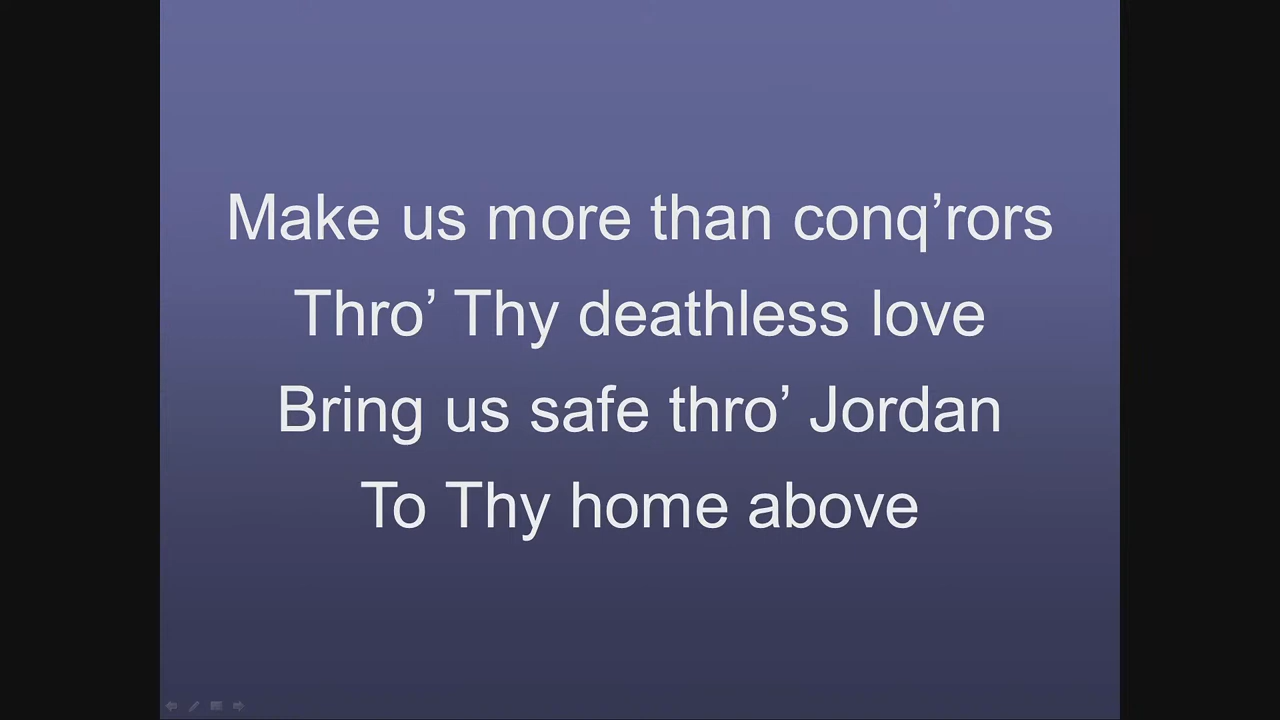 Make us more than conq’rors
Thro’ Thy deathless love
Bring us safe thro’ Jordan
To Thy home above